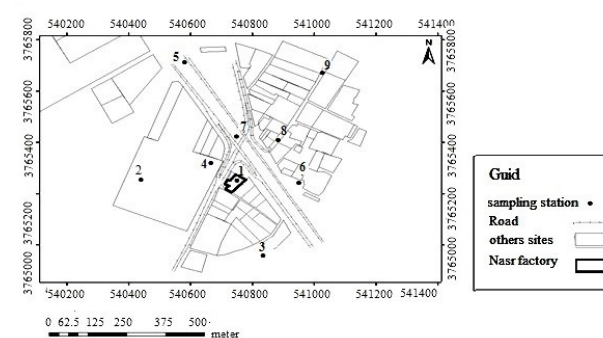 540200 540400 540600 540800 541000 541200 541400
3765800
3765600
3765400
3765200
3765000
3765800
3765600
3765400
3765200
3765000
N
5
9
7
8
4
2
1
6
3
540200 540400 540600 540800 541000 541200 541400
0 62.5 125 250 375 500
meter
Guid
sampling station
Road
others sites
Nasr factory